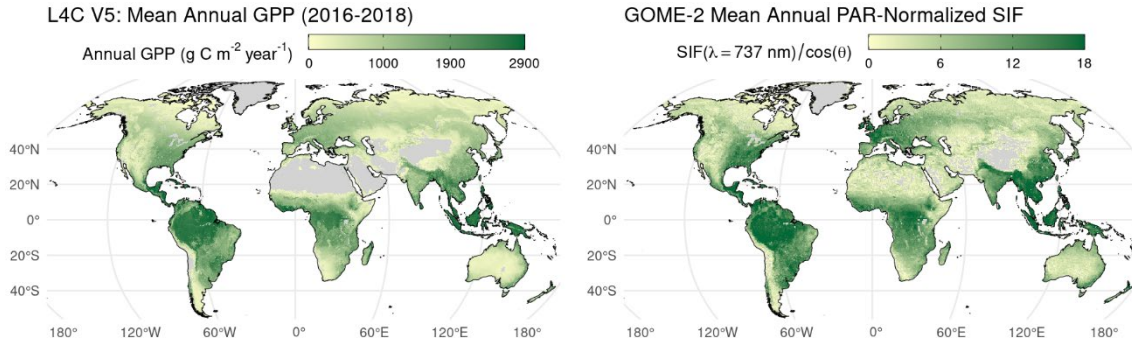 L4C V5: Mean Annual GPP (2016-2018)
Annual GPP (g C m⁻² year⁻¹)
0 1000 1900 2900
40°N
20°N
0°
20°S
40°S
180° 120°W 60°W 0° 60°E 120°E 180°
GOME-2 Mean Annual PAR-Normalized SIF
SIF(λ = 737 nm)/cos(θ)
0 6 12 18
40°N
20°N
0°
20°S
40°S
180° 120°W 60°W 0° 60°E 120°E 180°